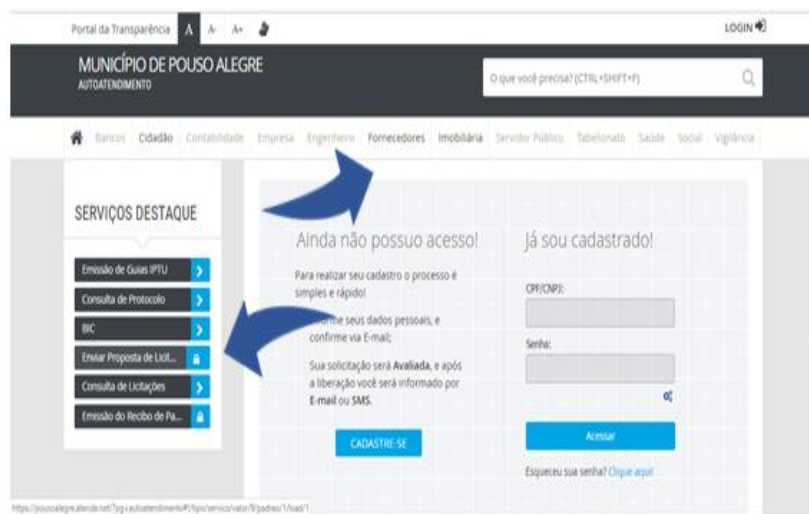 Portal da Transparência A A- A+ LOGIN
MUNICÍPIO DE POUSO ALEGRE
AUTOATENDIMENTO
O que você precisa? (CTRL+SHIFT+F)
Bancos Cidadão Contabilidade Empresa Engenheiro Fornecedores Imobiliária Servidor Público Tabelionato Saúde Social Vigilância
SERVIÇOS DESTAQUE
Emissão de Guias IPTU
Consulta de Protocolo
BIC
Enviar Proposta de Licit...
Consulta de Licitações
Emissão do Recibo de Pa...
Ainda não possuo acesso!
Para realizar seu cadastro o processo é
simples e rápido!
seus dados pessoais, e
confirme via E-mail;
Sua solicitação será Avaliada, e após
a liberação você será informado por
E-mail ou SMS.
CADASTRE-SE
Já sou cadastrado!
CPF/CNPJ:
Senha:
Acessar
Esqueceu sua senha? Clique aqui!